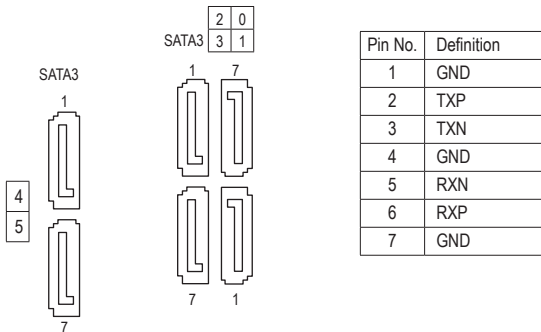 2 0
SATA3 3 1
1 7
7 1
SATA3
1
4
5
7
Pin No. Definition
1 GND
2 TXP
3 TXN
4 GND
5 RXN
6 RXP
7 GND